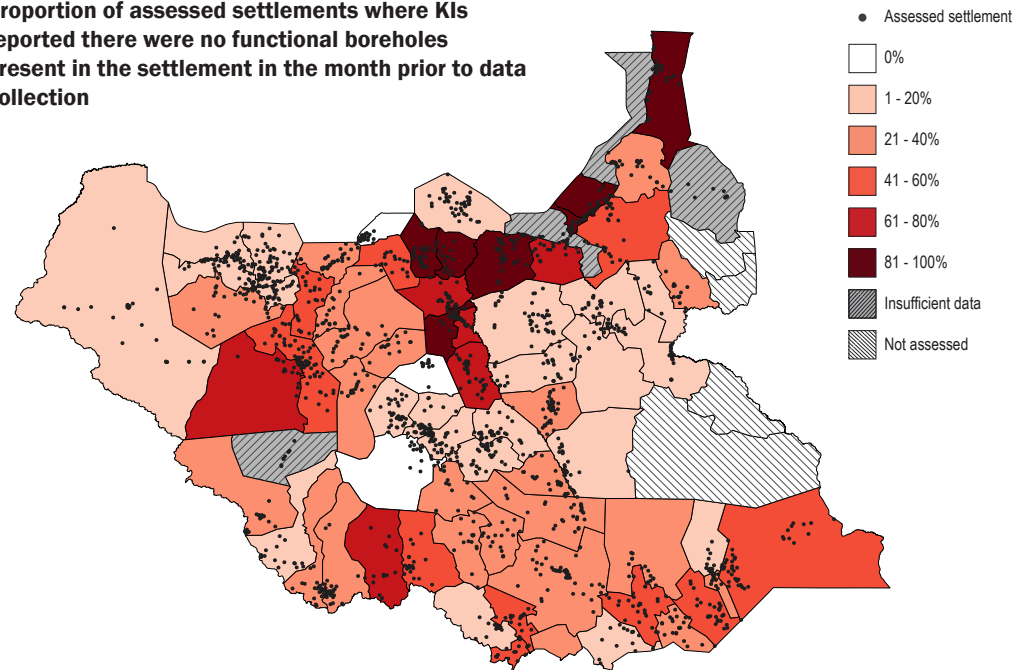 roportion of assessed settlements where KIs
eported there were no functional boreholes
resent in the settlement in the month prior to data
ollection
Assessed settlement
0%
1 - 20%
21 - 40%
41 - 60%
61 - 80%
81 - 100%
Insufficient data
Not assessed